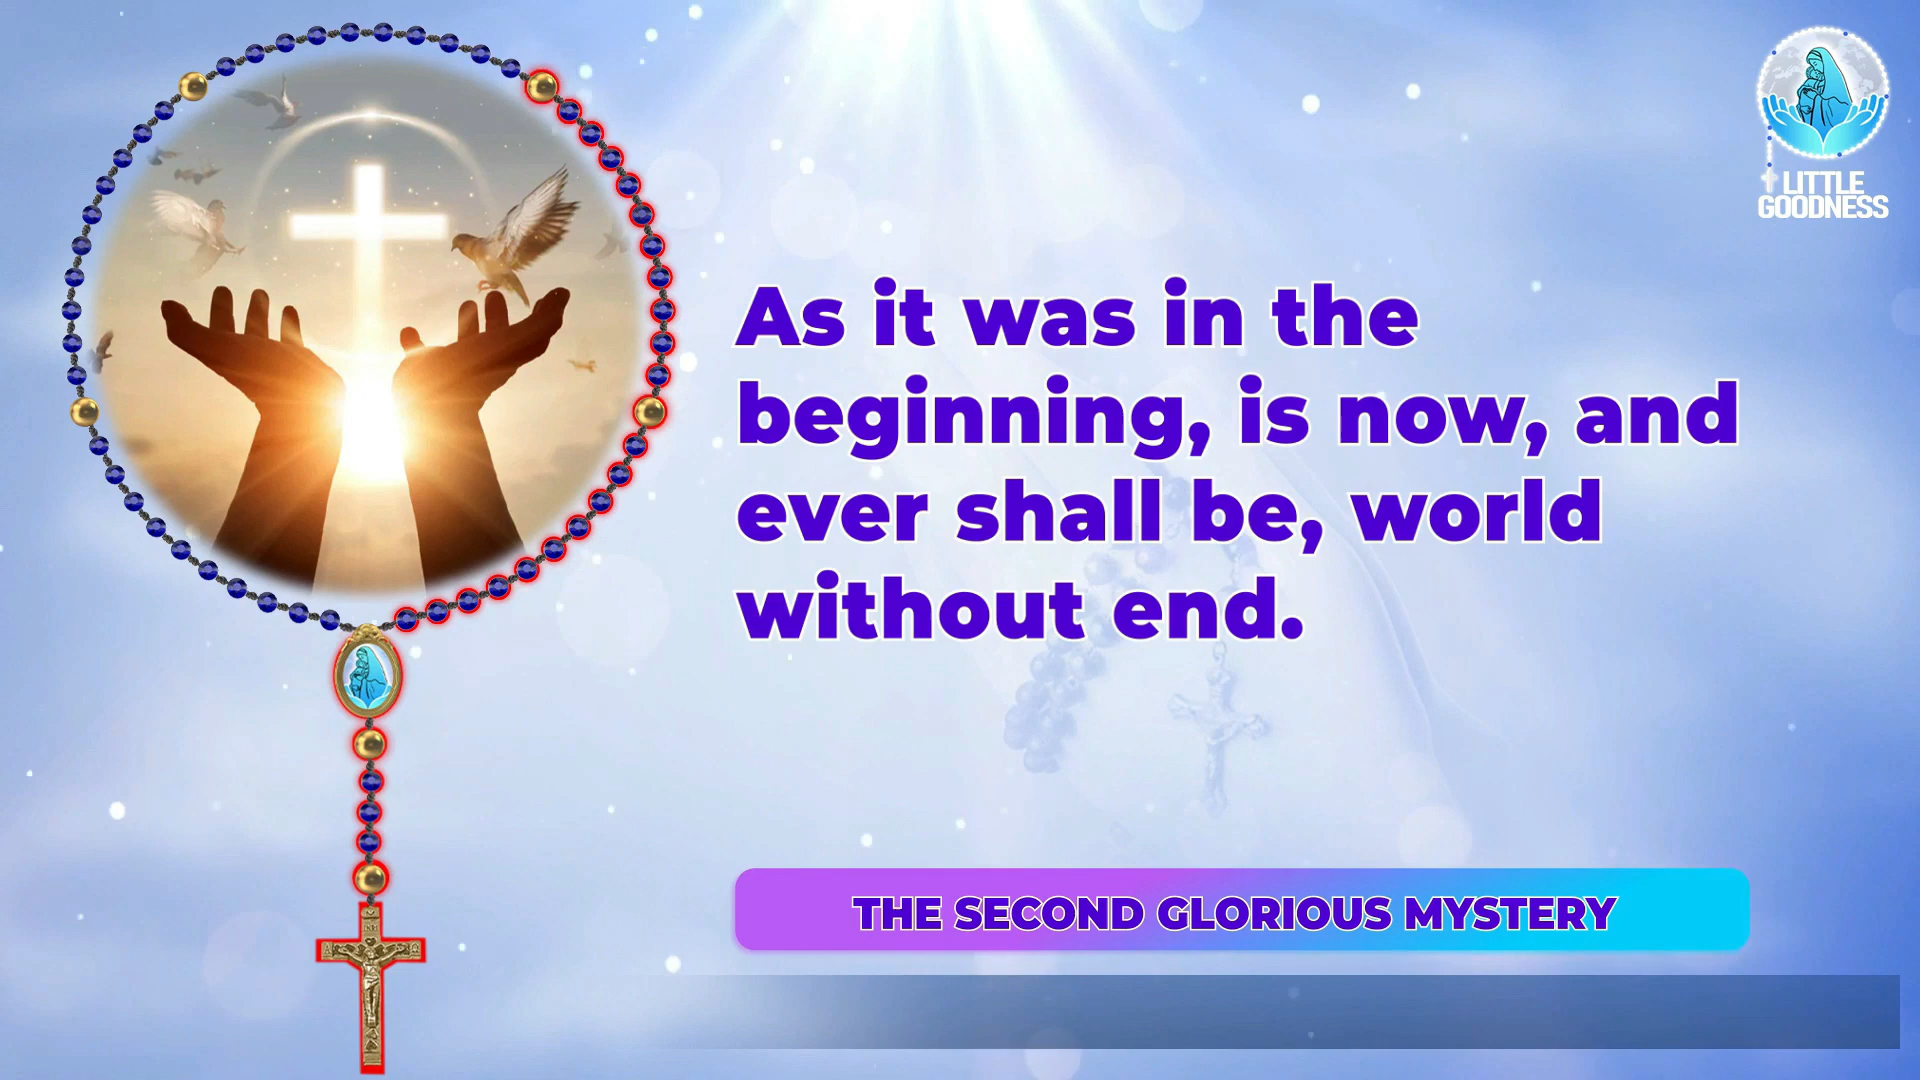 LITTLE
GOODNESS
As it was in the
beginning, is now, and
ever shall be, world
without end.
THE SECOND GLORIOUS MYSTERY